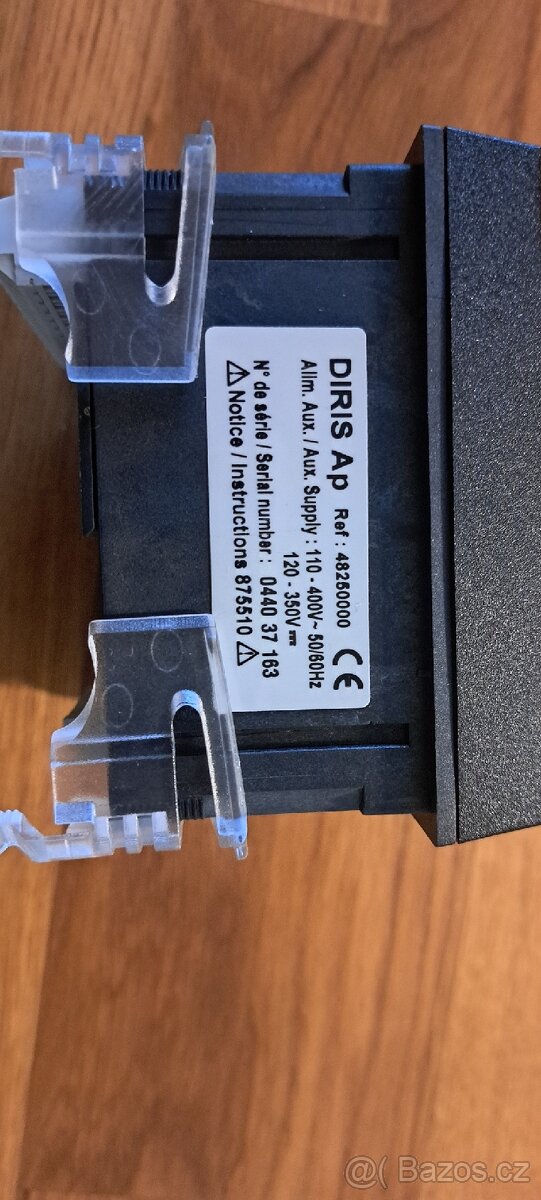 DIRIS Ap Ref : 48250000 CE
Alim. Aux. / Aux. Supply : 110 - 400V~ 50/60Hz
120 - 350V⎓
N° de série / Serial number : 0440 37 163
⚠ Notice / Instructions 875510 ⚠
@( Bazos.cz